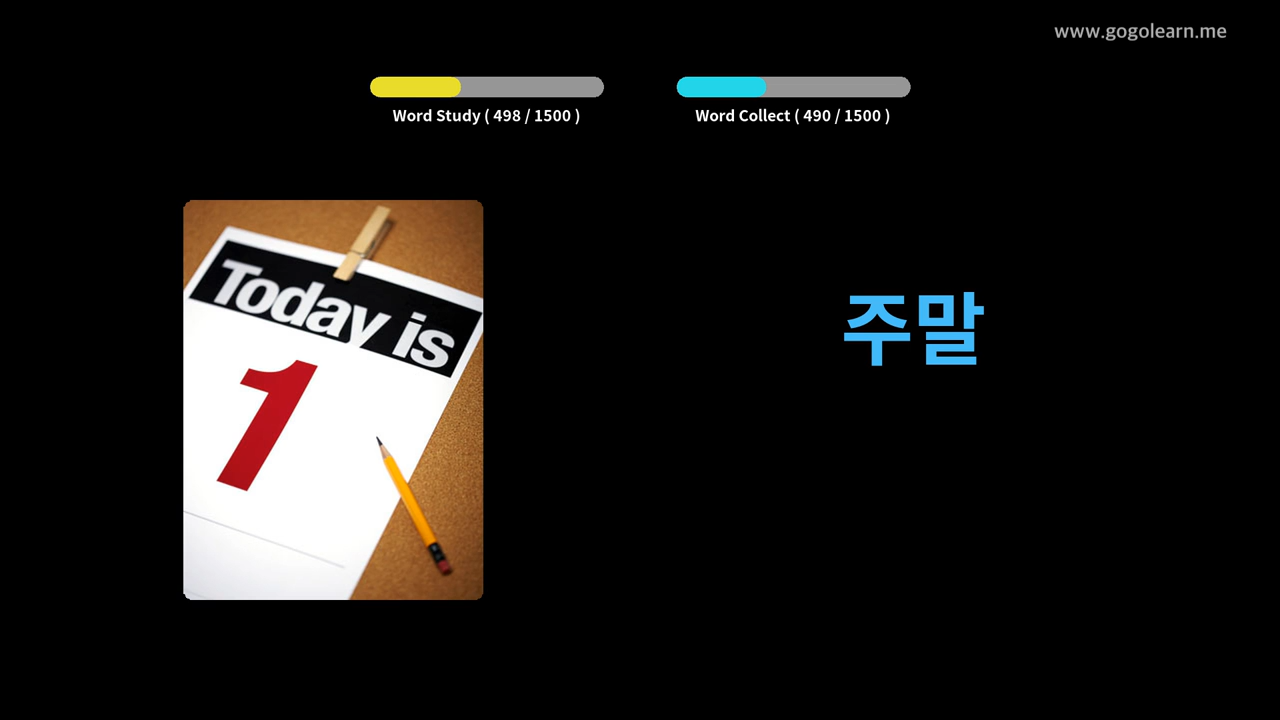 www.gogolearn.me
Word Study ( 498 / 1500 )
Word Collect ( 490 / 1500 )
Today is
1
주말